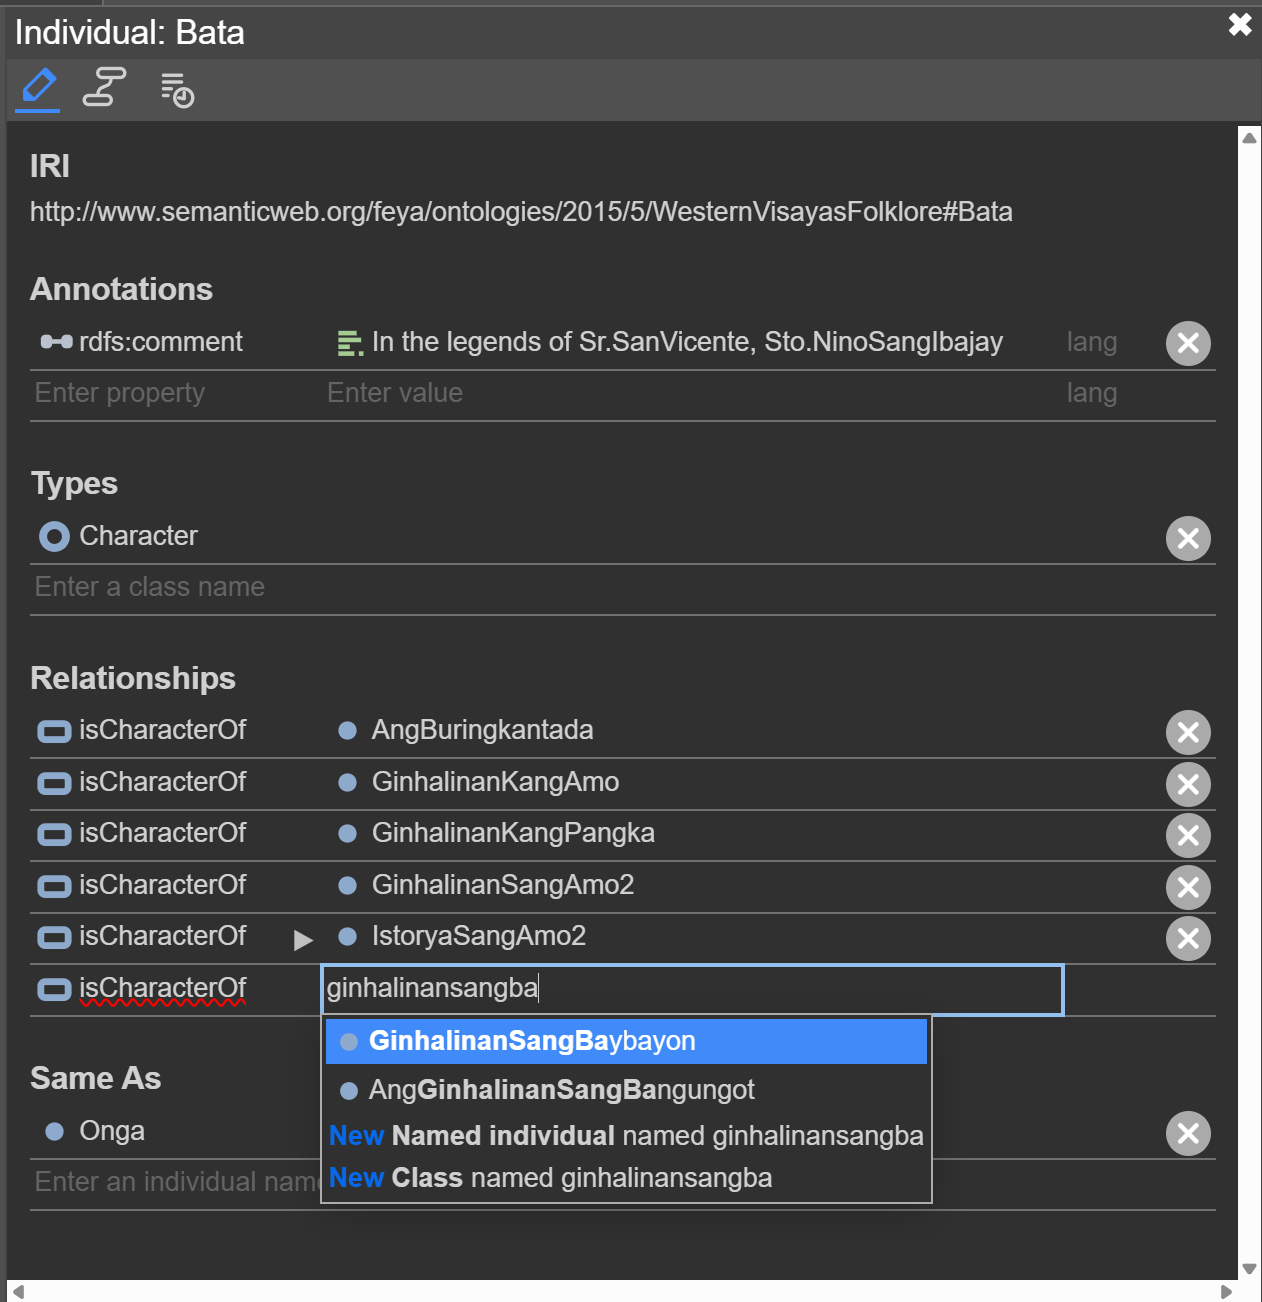 Individual: Bata
IRI
http://www.semanticweb.org/feya/ontologies/2015/5/WesternVisayasFolklore#Bata
Annotations
rdfs:comment In the legends of Sr.SanVicente, Sto.NinoSangIbajay lang
Enter property Enter value lang
Types
Character
Enter a class name
Relationships
isCharacterOf AngBuringkantada
isCharacterOf GinhalinanKangAmo
isCharacterOf GinhalinanKangPangka
isCharacterOf GinhalinanSangAmo2
isCharacterOf IstoryaSangAmo2
isCharacterOf ginhalinansangba
GinhalinanSangBaybayon
AngGinhalinanSangBangungot
New Named individual named ginhalinansangba
New Class named ginhalinansangba
Same As
Onga
Enter an individual name